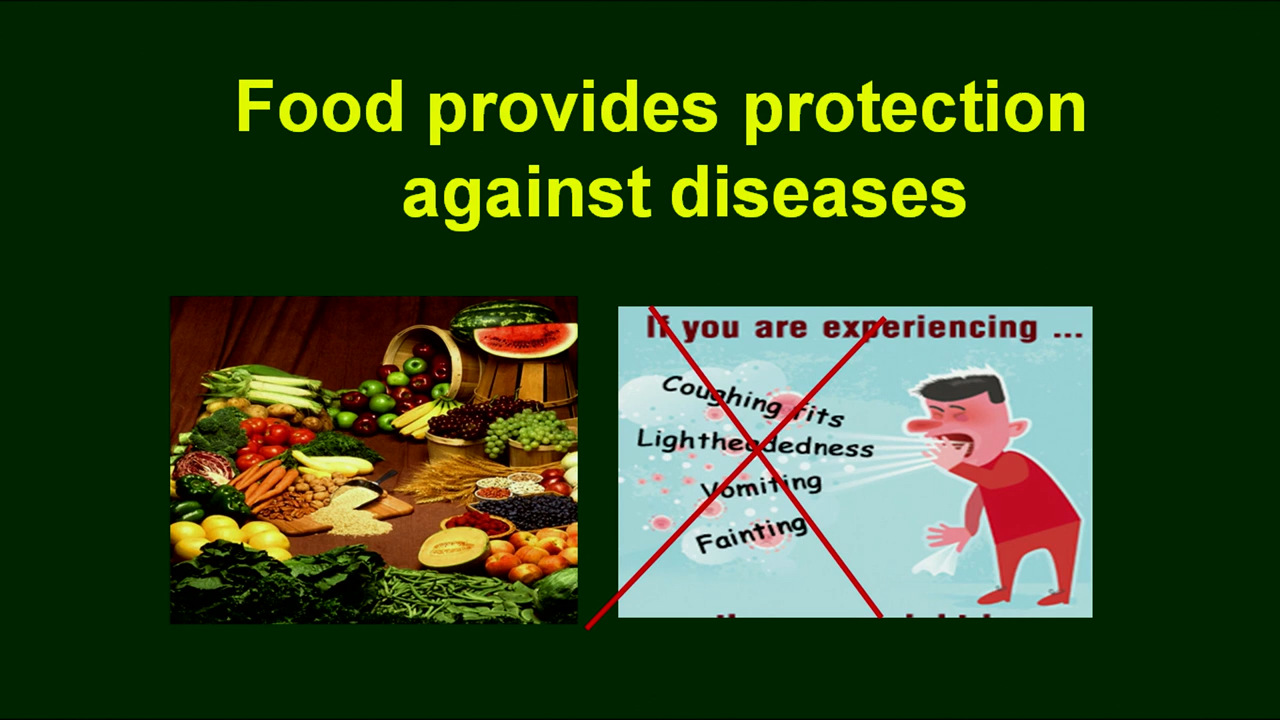 Food provides protection
against diseases
If you are experiencing ...
Coughing fits
Lightheadedness
Vomiting
Fainting